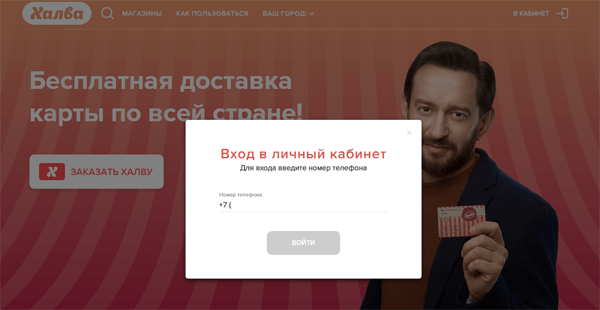 Халва
МАГАЗИНЫ
КАК ПОЛЬЗОВАТЬСЯ
ВАШ ГОРОД:
В КАБИНЕТ
Бесплатная доставка
карты по всей стране!
ЗАКАЗАТЬ ХАЛВУ
Вход в личный кабинет
Для входа введите номер телефона
Номер телефона
+7 (
ВОЙТИ